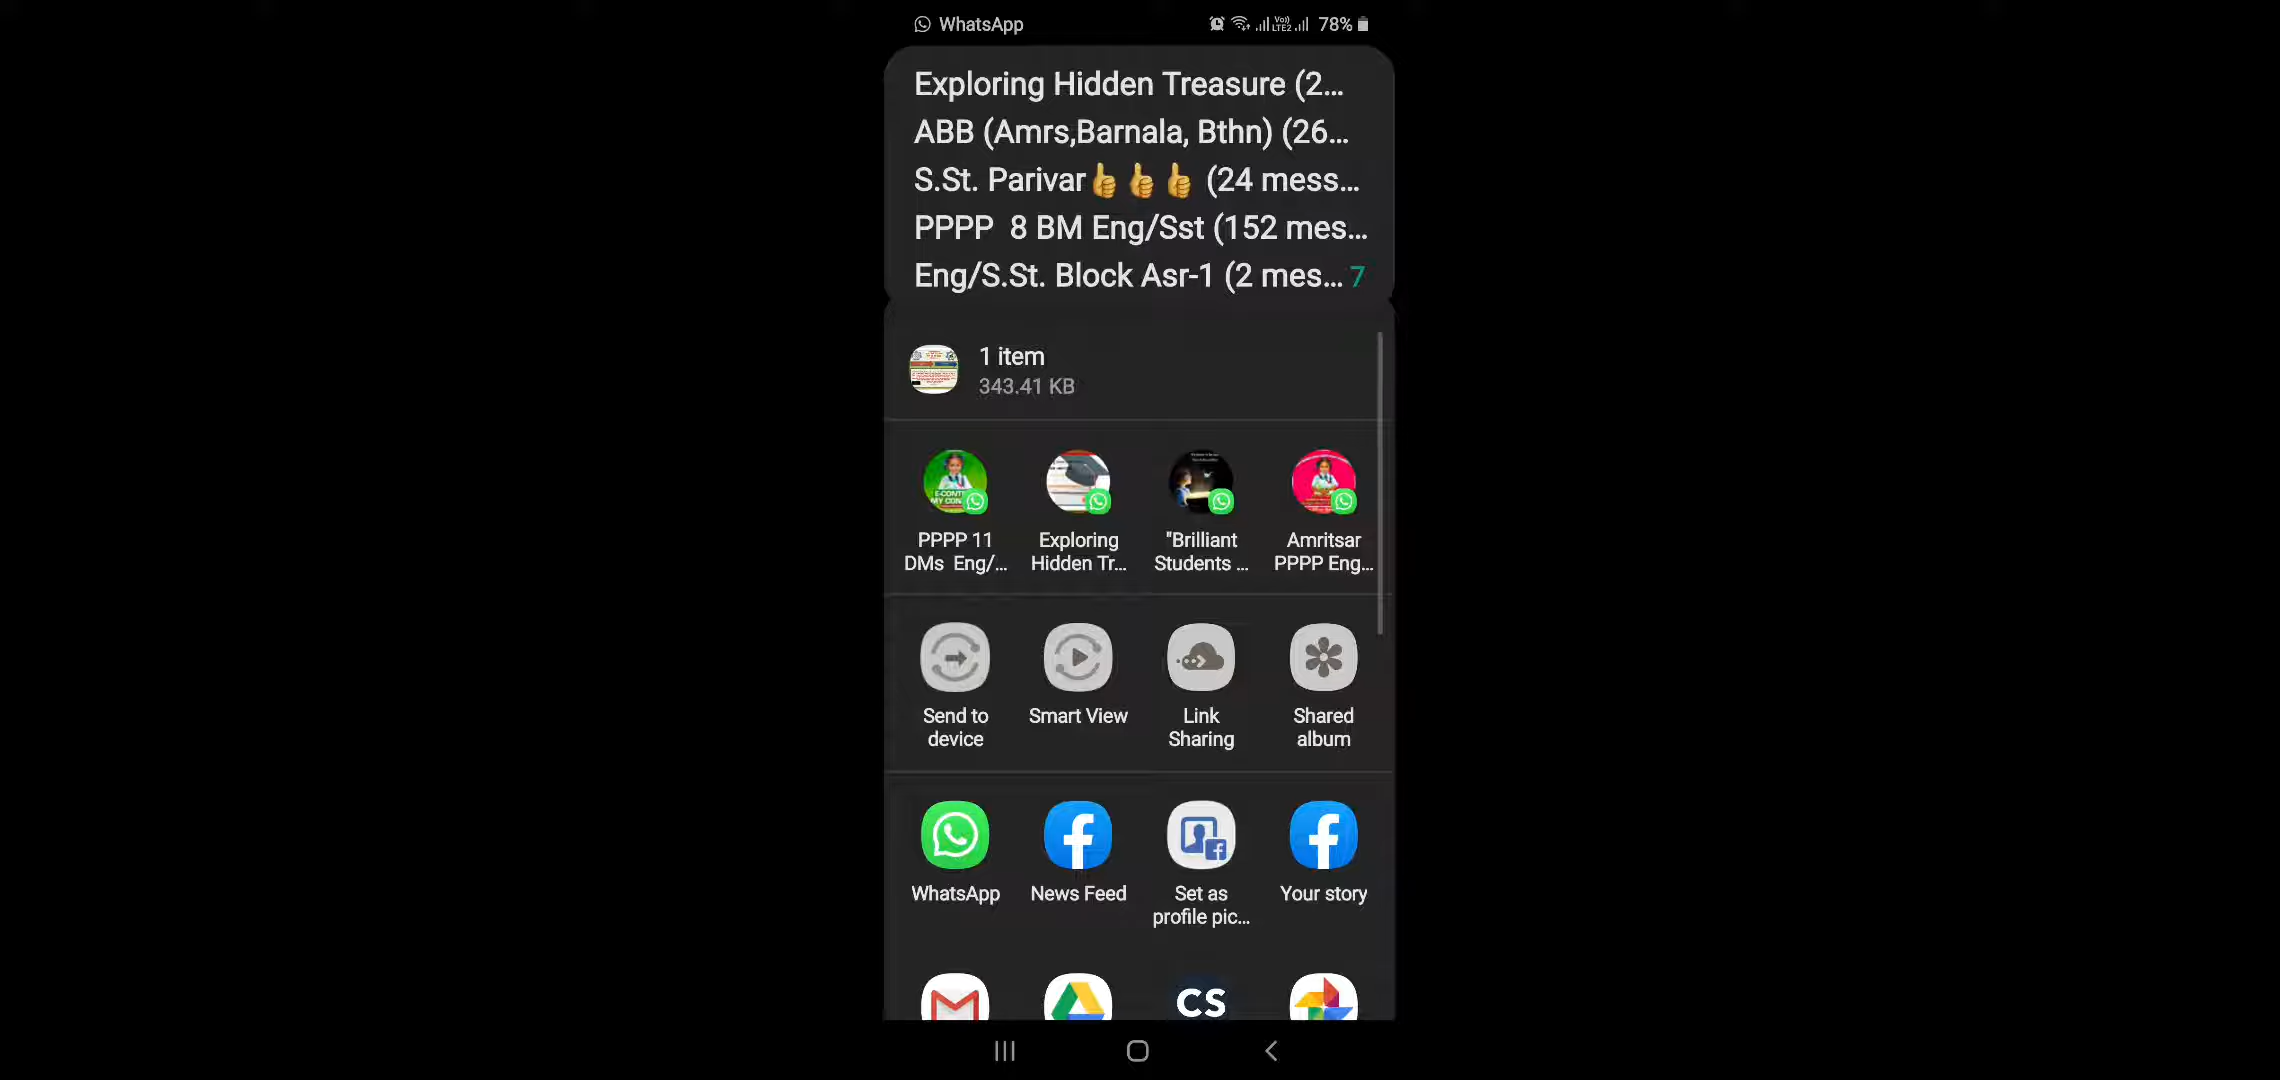 WhatsApp
Vo))
LTE2
78%
Exploring Hidden Treasure (2...
ABB (Amrs,Barnala, Bthn) (26...
S.St. Parivar👍👍👍 (24 mess...
PPPP 8 BM Eng/Sst (152 mes...
Eng/S.St. Block Asr-1 (2 mes... 7
1 item
343.41 KB
PPPP 11
DMs Eng/...
Exploring
Hidden Tr...
"Brilliant
Students ...
Amritsar
PPPP Eng...
Send to
device
Smart View
Link
Sharing
Shared
album
WhatsApp
News Feed
Set as
profile pic...
Your story
CS